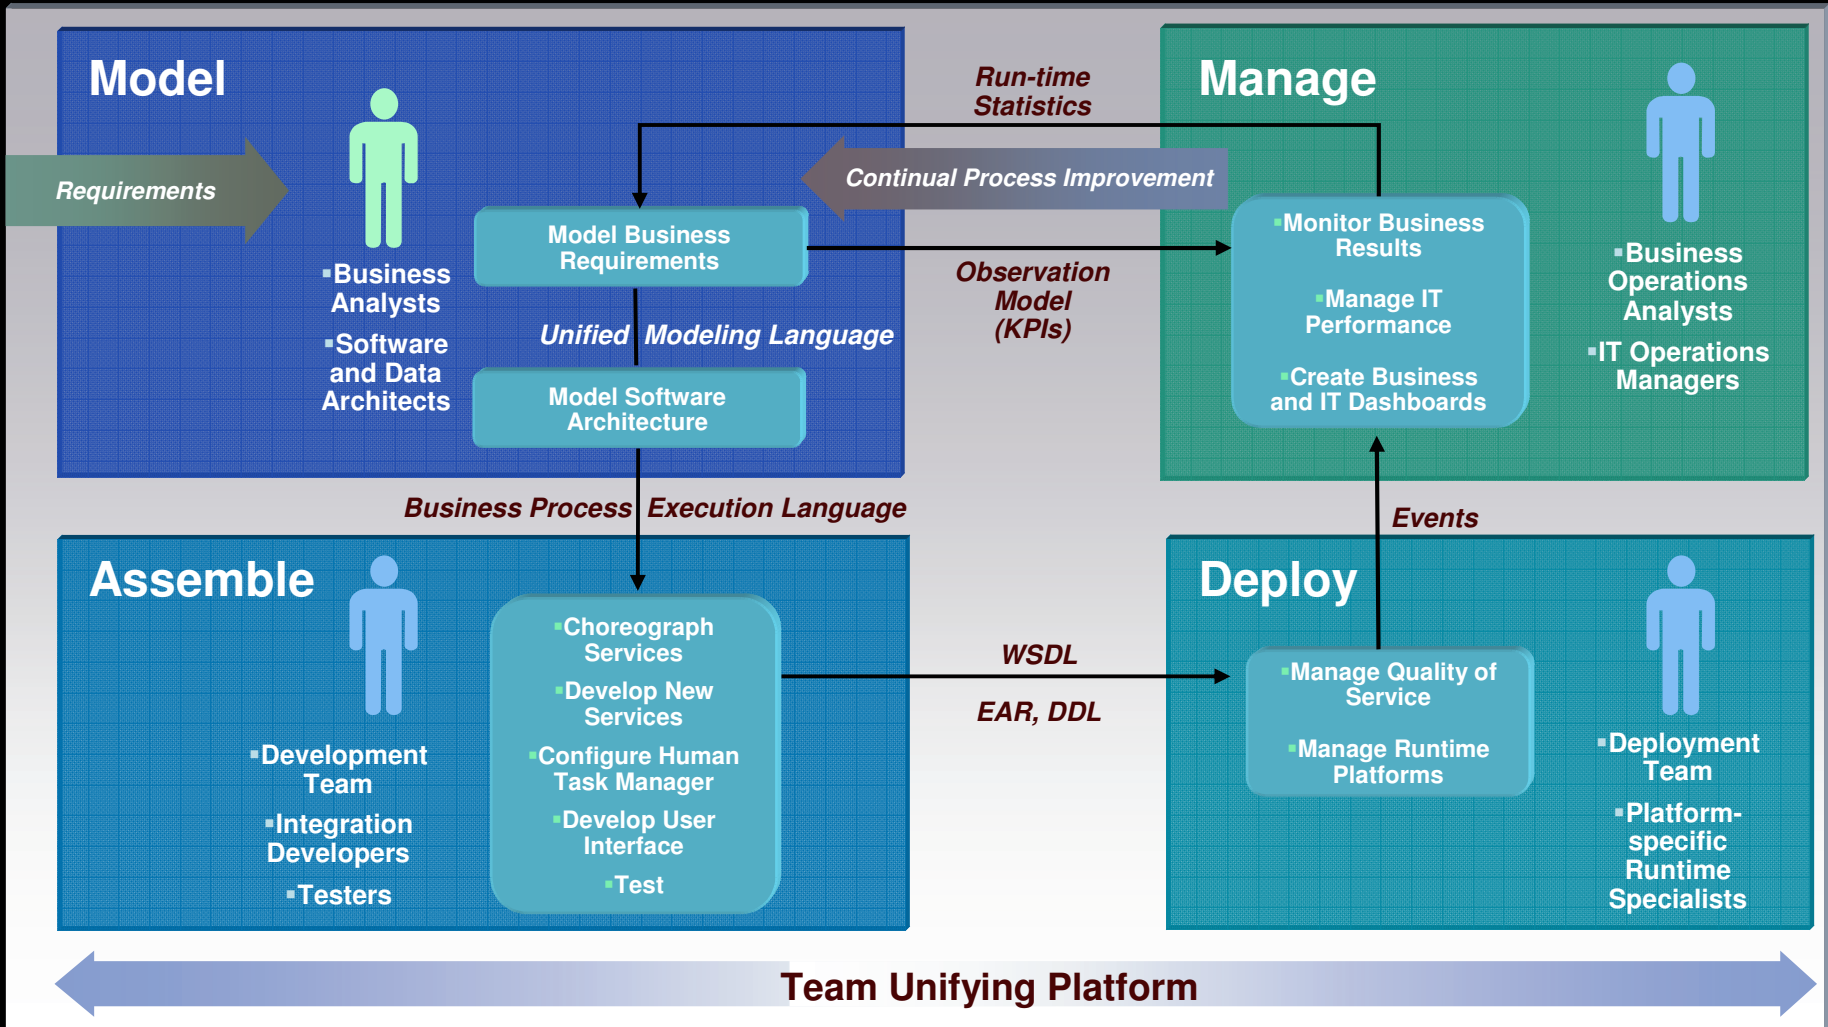 Model
Requirements
▪Business
Analysts
▪Software
and Data
Architects
Model Business
Requirements
Unified Modeling Language
Model Software
Architecture
Run-time
Statistics
Continual Process Improvement
Observation
Model
(KPIs)
Manage
▪Monitor Business
Results
▪Manage IT
Performance
▪Create Business
and IT Dashboards
▪Business
Operations
Analysts
▪IT Operations
Managers
Business Process Execution Language
Events
Assemble
▪Development
Team
▪Integration
Developers
▪Testers
▪Choreograph
Services
▪Develop New
Services
▪Configure Human
Task Manager
▪Develop User
Interface
▪Test
WSDL
EAR, DDL
Deploy
▪Manage Quality of
Service
▪Manage Runtime
Platforms
▪Deployment
Team
▪Platform-
specific
Runtime
Specialists
Team Unifying Platform